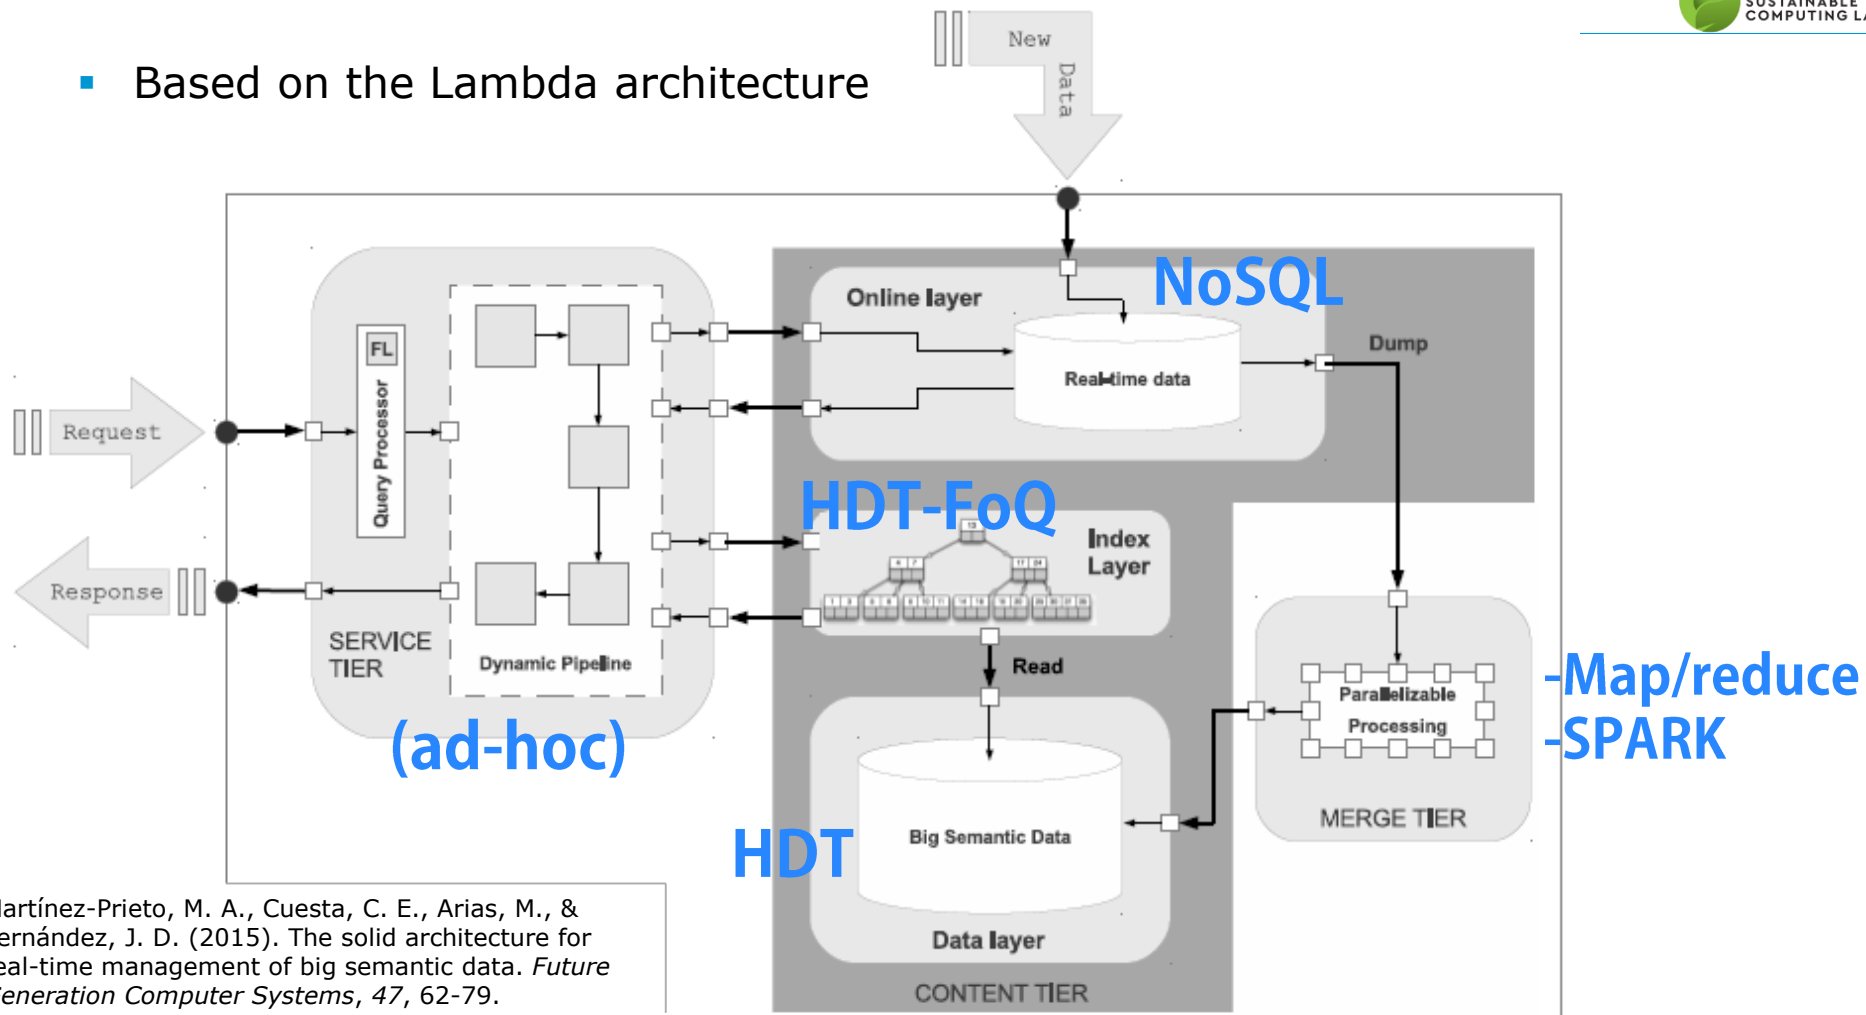 SUSTAINABLE
COMPUTING
Based on the Lambda architecture
New
Data
NoSQL
Online layer
Real-time data
Dump
FL
Query Processor
Request
Response
SERVICE
TIER
Dynamic Pipeline
(ad-hoc)
HDT-FoQ
Index
Layer
13
Read
Parallelizable
Processing
-Map/reduce
-SPARK
MERGE TIER
HDT
Big Semantic Data
Data layer
CONTENT TIER
artínez-Prieto, M. A., Cuesta, C. E., Arias, M., &
ernández, J. D. (2015). The solid architecture for
eal-time management of big semantic data. Future
eneration Computer Systems, 47, 62-79.